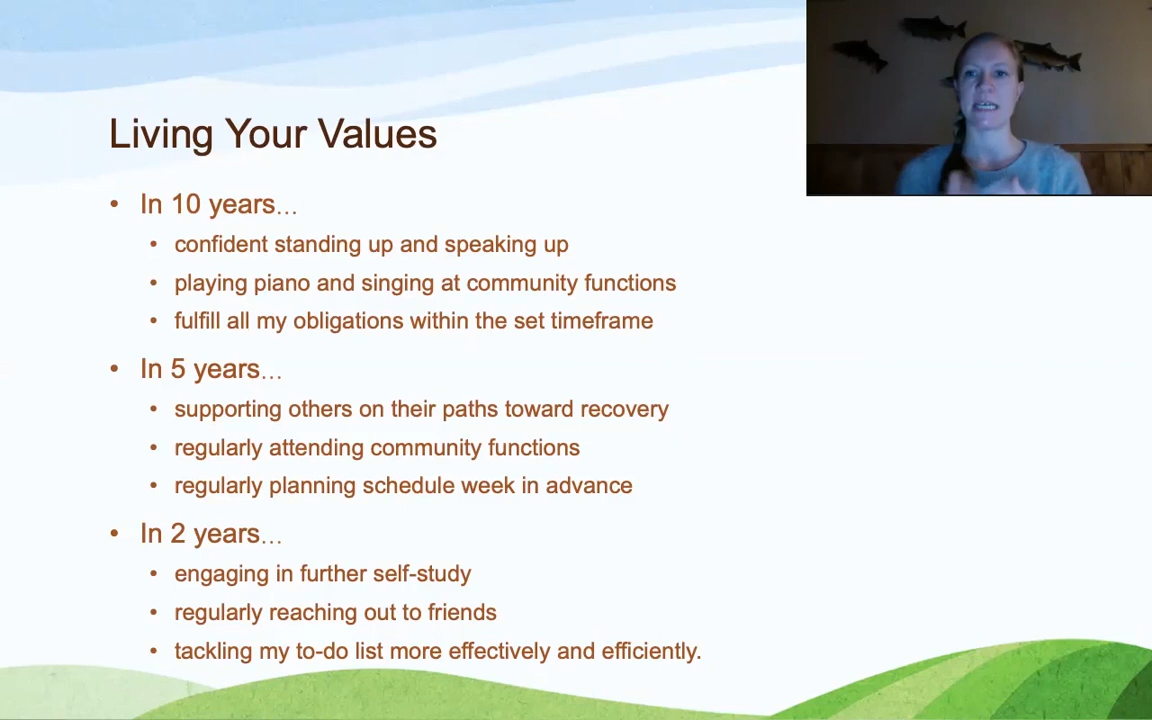 Living Your Values
• In 10 years...
• confident standing up and speaking up
• playing piano and singing at community functions
• fulfill all my obligations within the set timeframe
• In 5 years...
• supporting others on their paths toward recovery
• regularly attending community functions
• regularly planning schedule week in advance
• In 2 years...
• engaging in further self-study
• regularly reaching out to friends
• tackling my to-do list more effectively and efficiently.